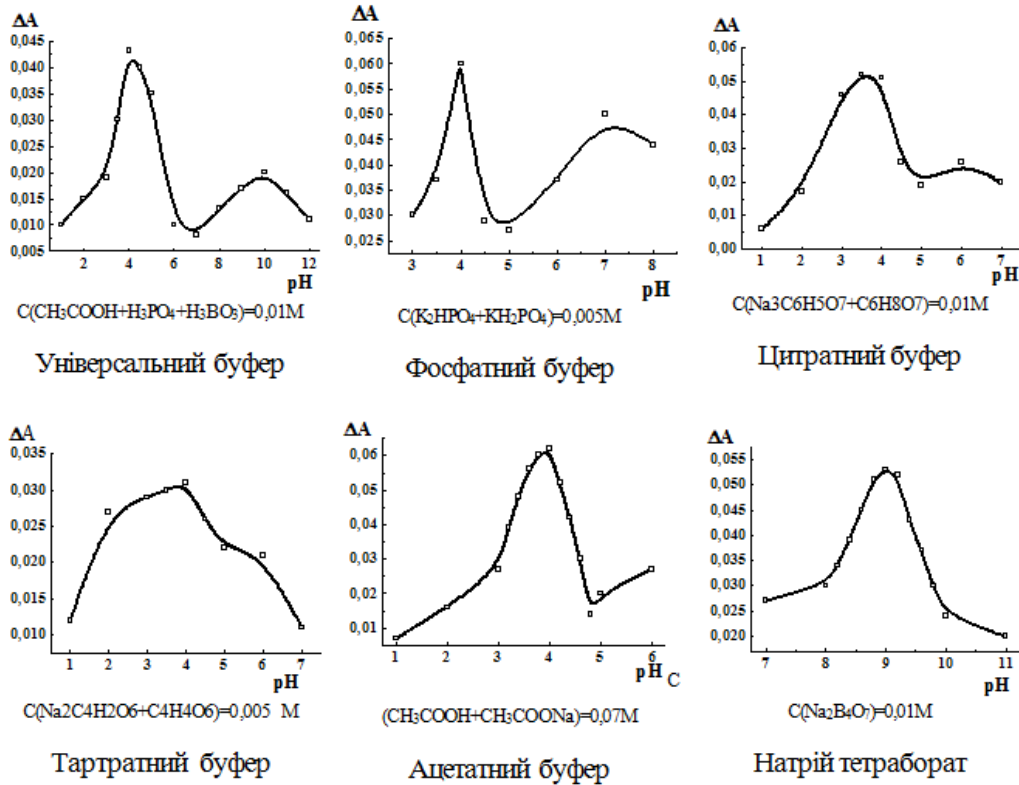 ΔA
0,045
0,040
0,035
0,030
0,025
0,020
0,015
0,010
0,005
2 4 6 8 10 12
pH
C(CH₃COOH+H₃PO₄+H₃BO₃)=0,01M
Універсальний буфер
ΔA
0,065
0,060
0,055
0,050
0,045
0,040
0,035
0,030
0,025
3 4 5 6 7 8
pH
C(K₂HPO₄+KH₂PO₄)=0,005M
Фосфатний буфер
ΔA
0,06
0,05
0,04
0,03
0,02
0,01
0,00
1 2 3 4 5 6 7
pH
C(Na3C6H5O7+C6H8O7)=0,01M
Цитратний буфер
ΔA
0,035
0,030
0,025
0,020
0,015
0,010
1 2 3 4 5 6 7
pH
C(Na2C4H2O6+C4H4O6)=0,005 M
Тартратний буфер
ΔA
0,06
0,05
0,04
0,03
0,02
0,01
1 2 3 4 5 6
pH C
(CH₃COOH+CH₃COONa)=0,07M
Ацетатний буфер
ΔA
0,055
0,050
0,045
0,040
0,035
0,030
0,025
0,020
7 8 9 10 11
pH
C(Na₂B₄O₇)=0,01M
Натрій тетраборат